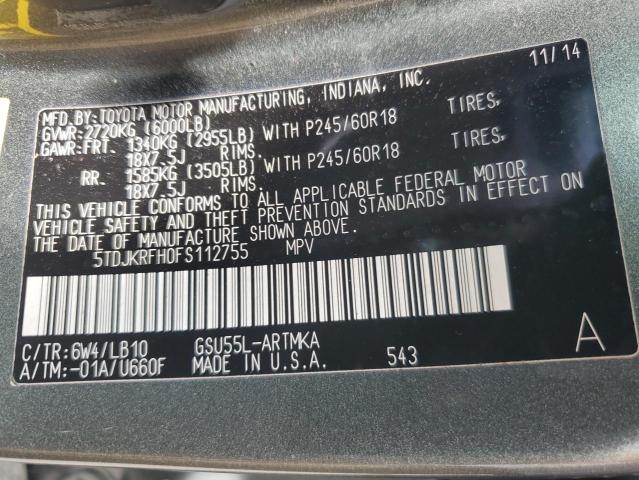 11/14
MFD.BY:TOYOTA MOTOR MANUFACTURING, INDIANA, INC.
GVWR:2720KG (6000LB)
GAWR:FRT. 1340KG (2955LB) WITH P245/60R18 TIRES,
18X7.5J RIMS.
RR. 1585KG (3505LB) WITH P245/60R18 TIRES,
18X7.5J RIMS.
THIS VEHICLE CONFORMS TO ALL APPLICABLE FEDERAL MOTOR
VEHICLE SAFETY AND THEFT PREVENTION STANDARDS IN EFFECT ON
THE DATE OF MANUFACTURE SHOWN ABOVE.
5TDJKRFH0FS112755 MPV
C/TR:6W4/LB10 GSU55L-ARTMKA
A/TM:-01A/U660F MADE IN U.S.A. 543 A